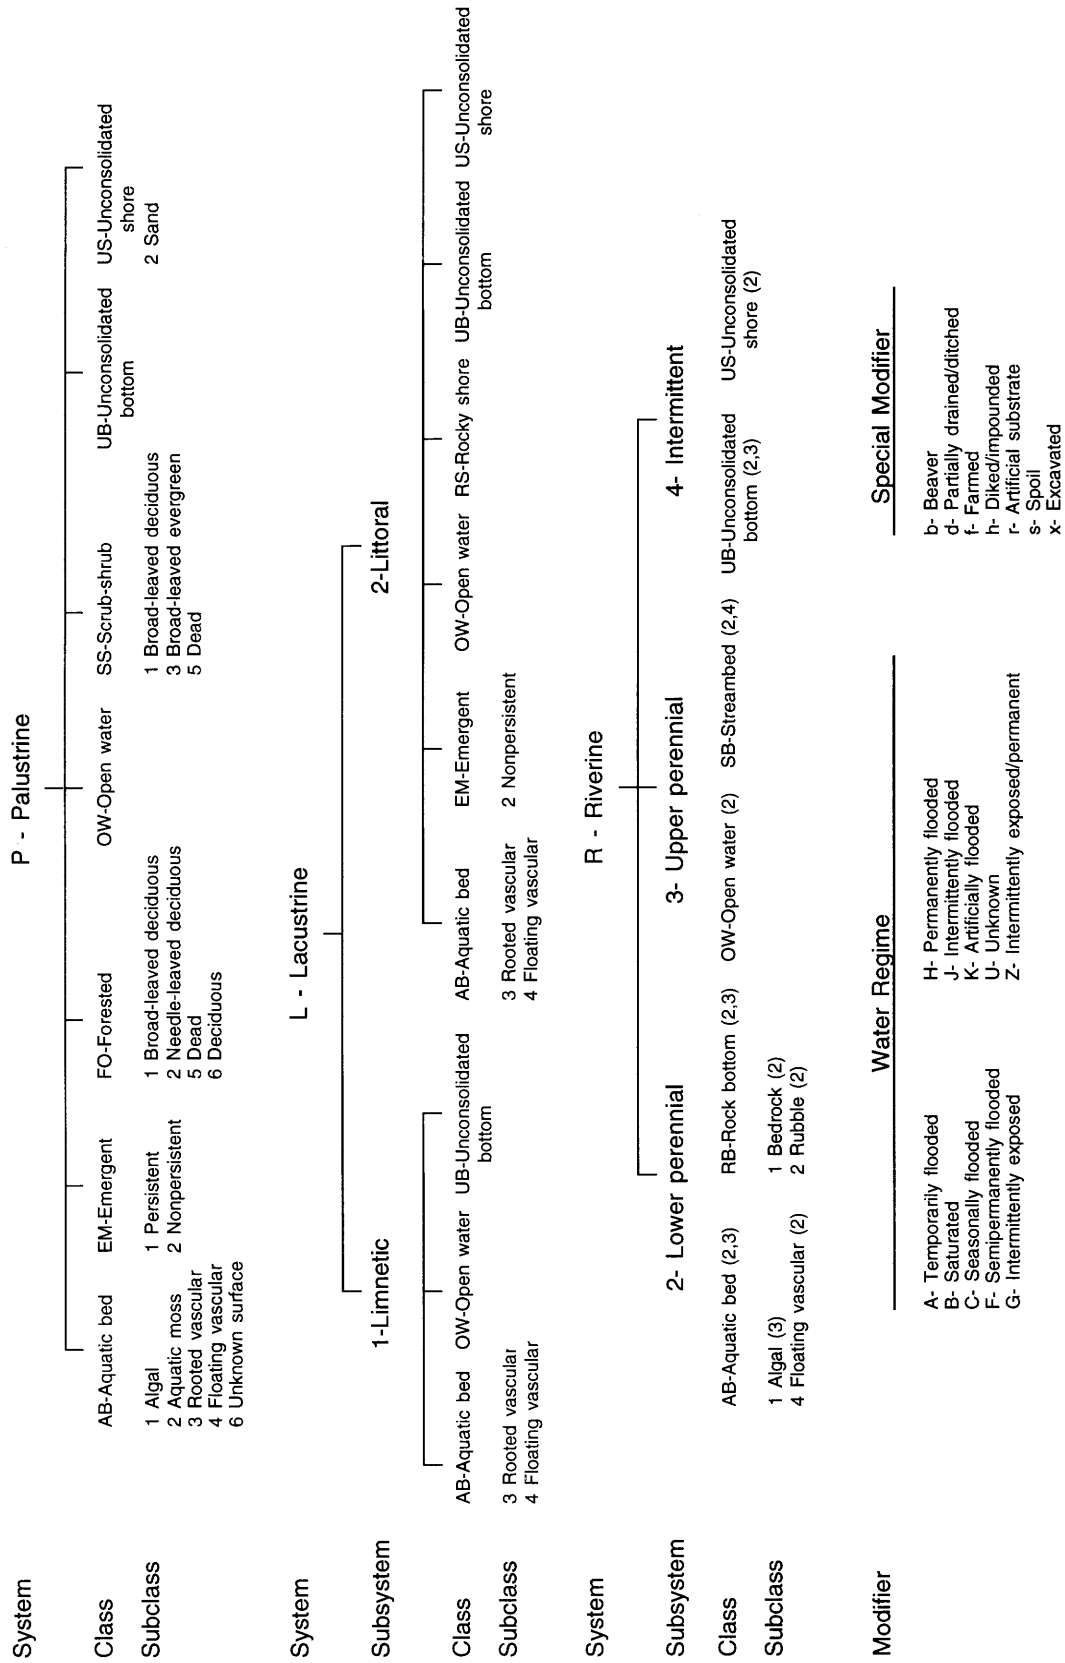 System
P - Palustrine
Class
AB-Aquatic bed
EM-Emergent
FO-Forested
OW-Open water
SS-Scrub-shrub
UB-Unconsolidated
bottom
US-Unconsolidated
shore
Subclass
1 Algal
2 Aquatic moss
3 Rooted vascular
4 Floating vascular
6 Unknown surface
1 Persistent
2 Nonpersistent
1 Broad-leaved deciduous
2 Needle-leaved deciduous
5 Dead
6 Deciduous
1 Broad-leaved deciduous
3 Broad-leaved evergreen
5 Dead
2 Sand
System
L - Lacustrine
Subsystem
1-Limnetic
2-Littoral
Class
AB-Aquatic bed
OW-Open water
UB-Unconsolidated
bottom
AB-Aquatic bed
EM-Emergent
OW-Open water
RS-Rocky shore
UB-Unconsolidated
bottom
US-Unconsolidated
shore
Subclass
3 Rooted vascular
4 Floating vascular
3 Rooted vascular
4 Floating vascular
2 Nonpersistent
System
R - Riverine
Subsystem
2- Lower perennial
3- Upper perennial
4- Intermittent
Class
AB-Aquatic bed (2,3)
RB-Rock bottom (2,3)
OW-Open water (2)
SB-Streambed (2,4)
UB-Unconsolidated
bottom (2,3)
US-Unconsolidated
shore (2)
Subclass
1 Algal (3)
4 Floating vascular (2)
1 Bedrock (2)
2 Rubble (2)
Modifier
Water Regime
A- Temporarily flooded
B- Saturated
C- Seasonally flooded
F- Semipermanently flooded
G- Intermittently exposed
H- Permanently flooded
J- Intermittently flooded
K- Artificially flooded
U- Unknown
Z- Intermittently exposed/permanent
Special Modifier
b- Beaver
d- Partially drained/ditched
f- Farmed
h- Diked/impounded
r- Artificial substrate
s- Spoil
x- Excavated